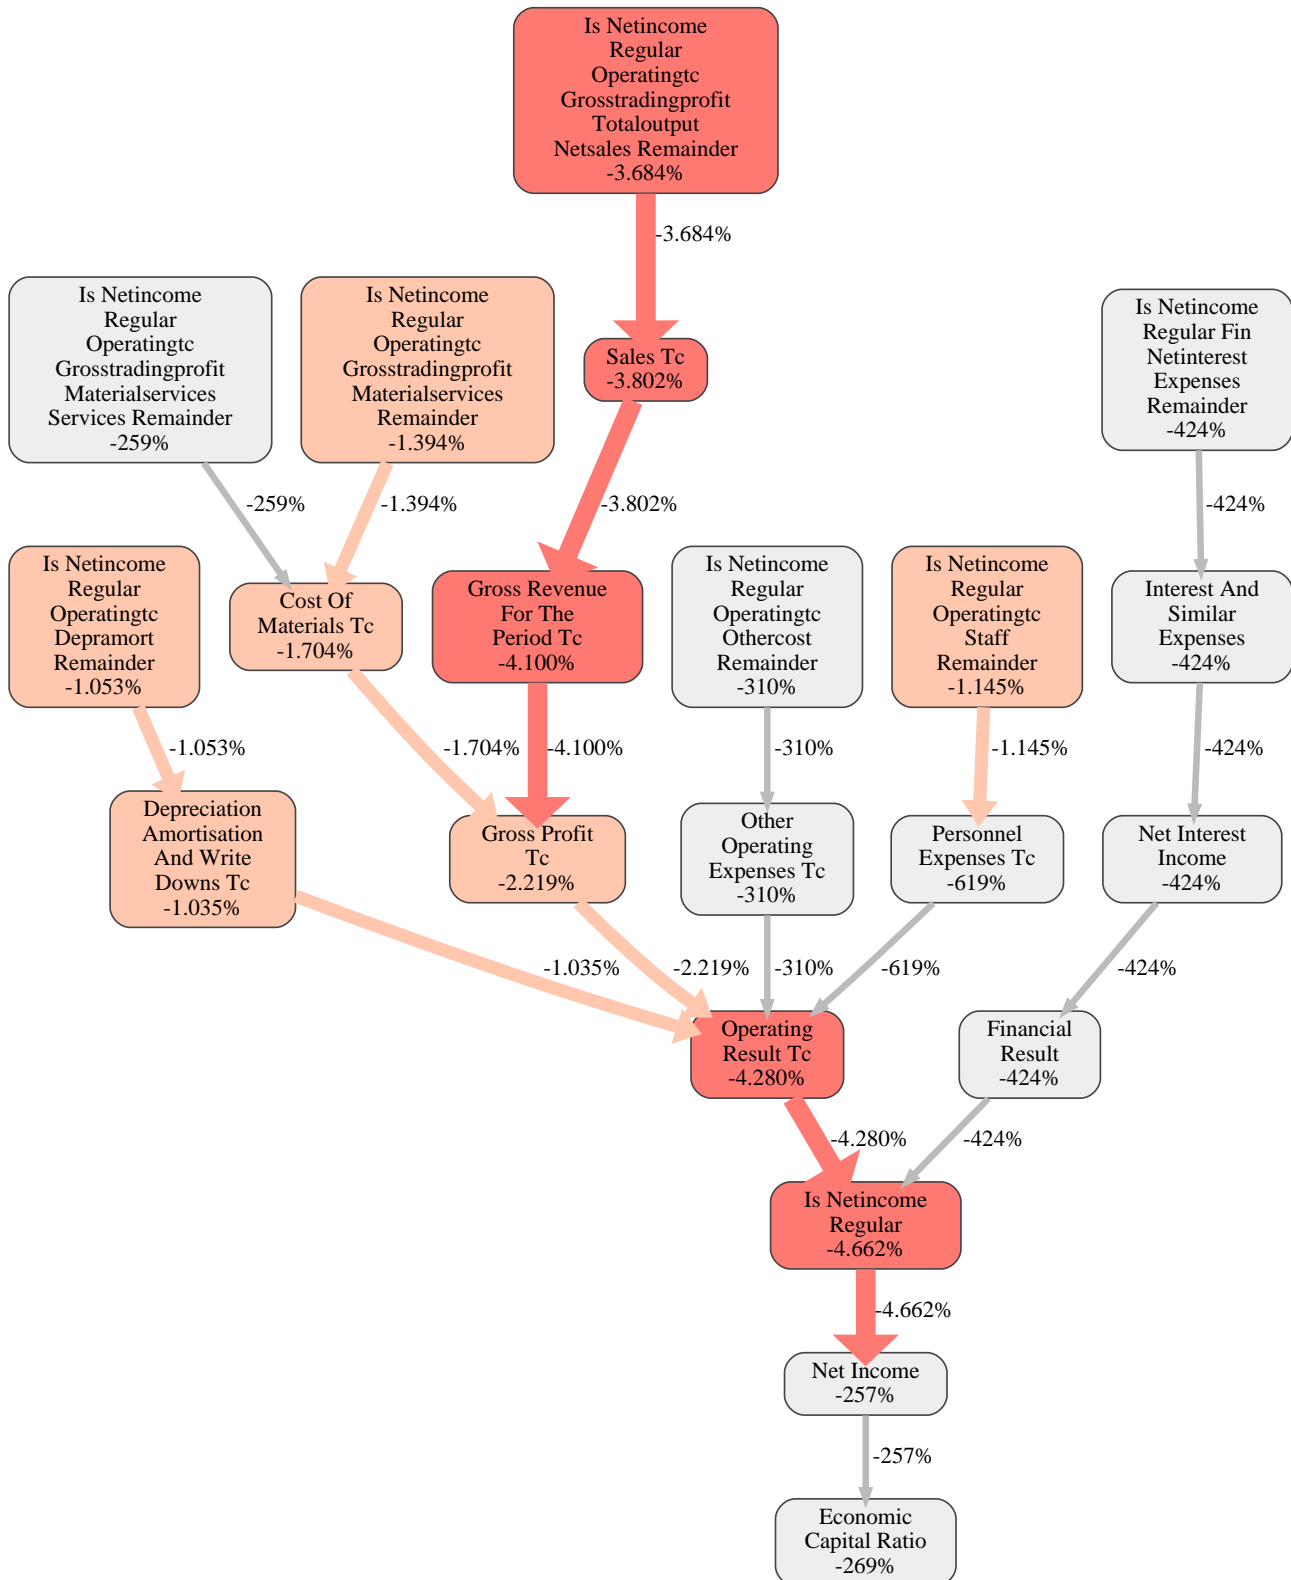 Is Netincome
Regular
Operatingtc
Grosstradingprofit
Totaloutput
Netsales Remainder
-3.684%
-3.684%
Is Netincome
Regular
Operatingtc
Grosstradingprofit
Materialservices
Services Remainder
-259%
Is Netincome
Regular
Operatingtc
Grosstradingprofit
Materialservices
Remainder
-1.394%
Sales Tc
-3.802%
Is Netincome
Regular Fin
Netinterest
Expenses
Remainder
-424%
-259%
-1.394%
-3.802%
-424%
Is Netincome
Regular
Operatingtc
Depramort
Remainder
-1.053%
Cost Of
Materials Tc
-1.704%
Gross Revenue
For The
Period Tc
-4.100%
Is Netincome
Regular
Operatingtc
Othercost
Remainder
-310%
Is Netincome
Regular
Operatingtc
Staff
Remainder
-1.145%
Interest And
Similar
Expenses
-424%
-1.053%
-1.704%
-4.100%
-310%
-1.145%
-424%
Depreciation
Amortisation
And Write
Downs Tc
-1.035%
Gross Profit
Tc
-2.219%
Other
Operating
Expenses Tc
-310%
Personnel
Expenses Tc
-619%
Net Interest
Income
-424%
-1.035%
-2.219%
-310%
-619%
-424%
Operating
Result Tc
-4.280%
Financial
Result
-424%
-4.280%
-424%
Is Netincome
Regular
-4.662%
-4.662%
Net Income
-257%
-257%
Economic
Capital Ratio
-269%